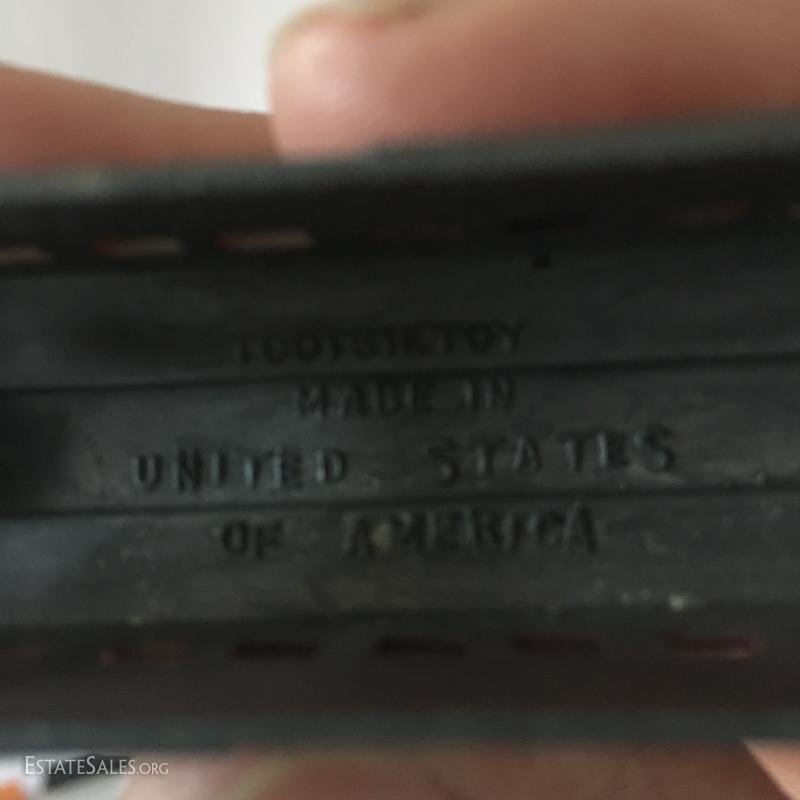 TOOTSIETOY
MADE IN
UNITED STATES
OF AMERICA
ESTATESALES.ORG